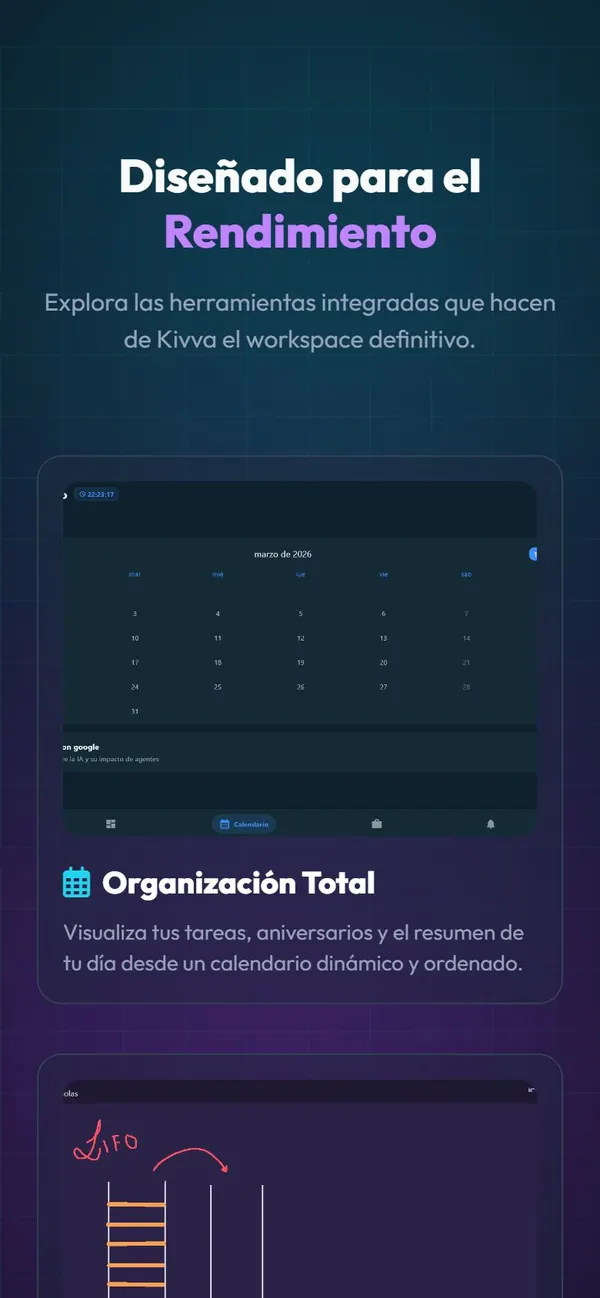 Diseñado para el
Rendimiento
Explora las herramientas integradas que hacen
de Kivva el workspace definitivo.
22:23:17
marzo de 2026
mar mié jue vie sáb
3 4 5 6 7
10 11 12 13 14
17 18 19 20 21
24 25 26 27 28
31
on google
e la IA y su impacto de agentes
Calendario
Organización Total
Visualiza tus tareas, aniversarios y el resumen de
tu día desde un calendario dinámico y ordenado.
olas
LIFO